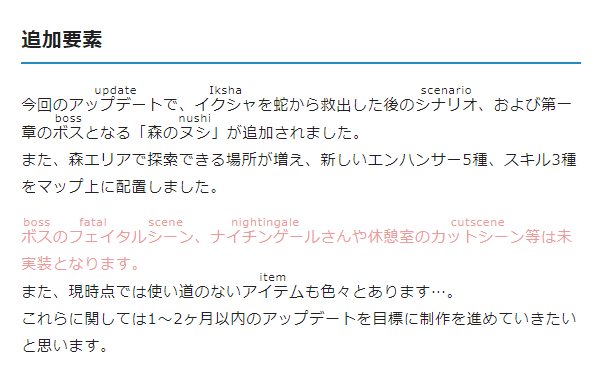 追加要素
update Iksha scenario
今回のアップデートで、イクシャを蛇から救出した後のシナリオ、および第一
boss nushi
章のボスとなる「森のヌシ」が追加されました。
また、森エリアで探索できる場所が増え、新しいエンハンサー5種、スキル3種
をマップ上に配置しました。
boss fatal scene nightingale cutscene
ボスのフェイタルシーン、ナイチンゲールさんや休憩室のカットシーン等は未
実装となります。
item
また、現時点では使い道のないアイテムも色々とあります…。
これらに関しては1～2ヶ月以内のアップデートを目標に制作を進めていきたい
と思います。